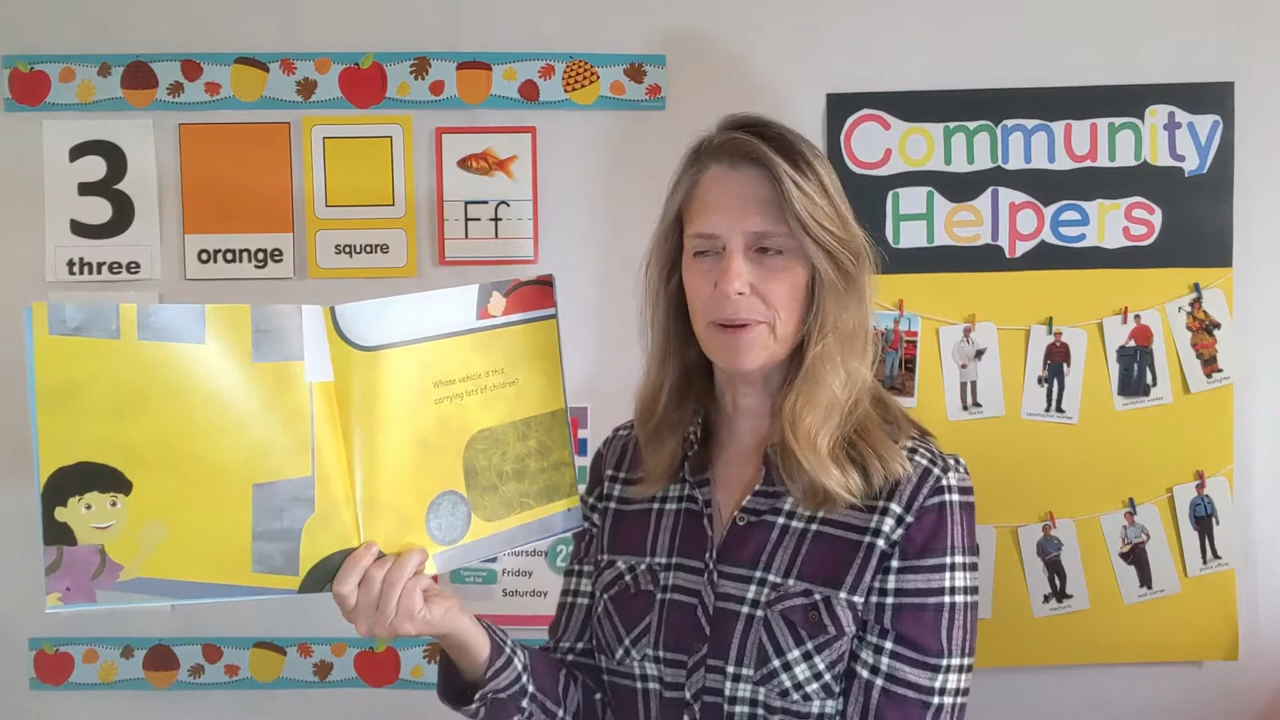 3
three
orange
square
Ff
Community
Helpers
Whose vehicle is this,
carrying lots of children?
doctor
construction worker
sanitation worker
firefighter
mechanic
mail carrier
police officer
Thursday
Friday
Saturday
Tomorrow
will be